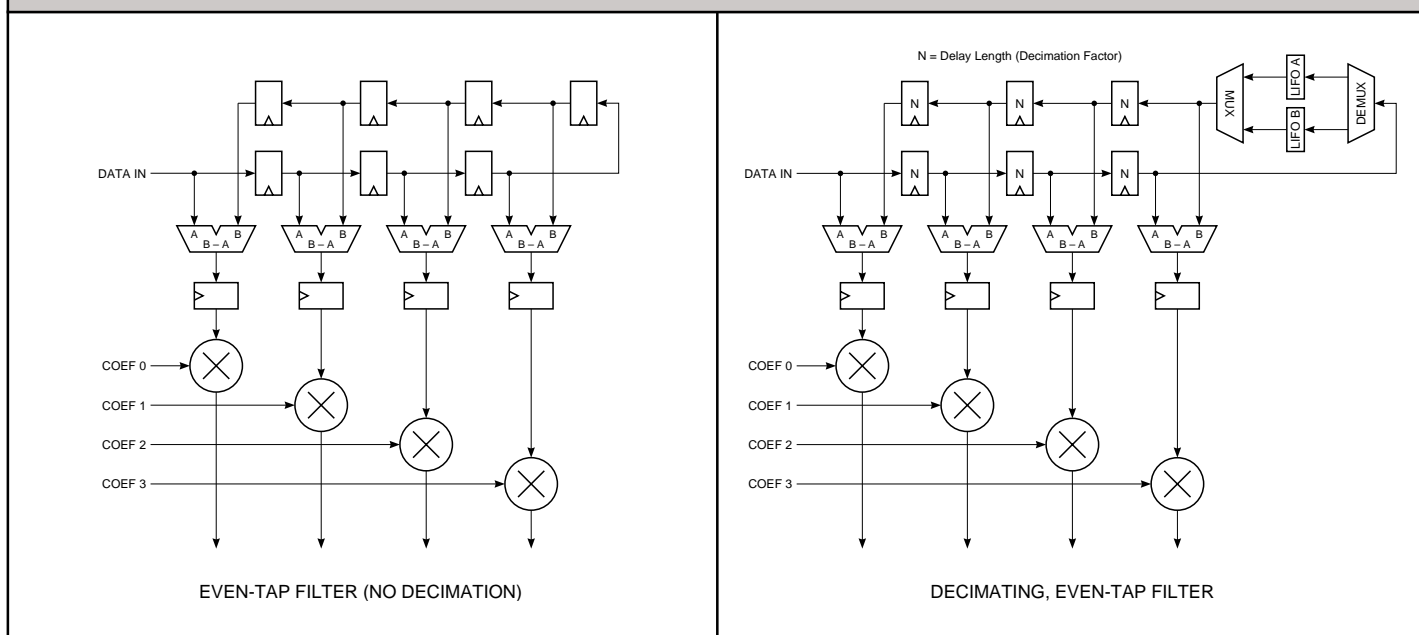 DATA IN
A B
B – A
A B
B – A
A B
B – A
A B
B – A
COEF 0
COEF 1
COEF 2
COEF 3
EVEN-TAP FILTER (NO DECIMATION)
N = Delay Length (Decimation Factor)
N
N
N
MUX
LIFO A
LIFO B
DEMUX
DATA IN
N
N
N
A B
B – A
A B
B – A
A B
B – A
A B
B – A
COEF 0
COEF 1
COEF 2
COEF 3
DECIMATING, EVEN-TAP FILTER